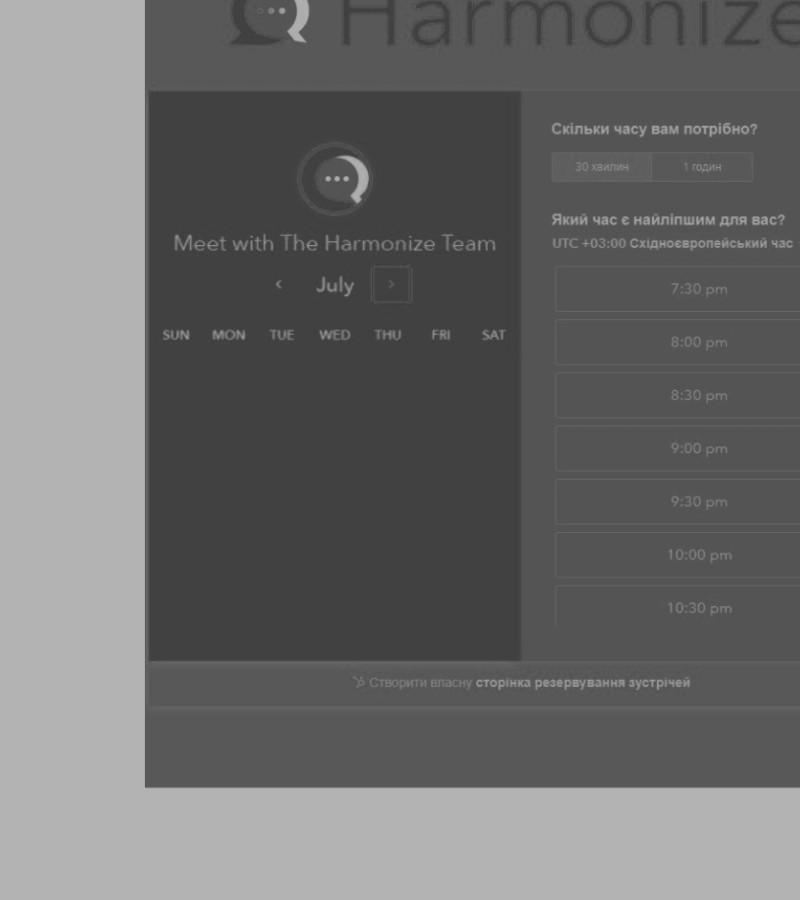 Harmonize
Meet with The Harmonize Team
July
SUN MON TUE WED THU FRI SAT
Скільки часу вам потрібно?
30 хвилин 1 годин
Який час є найліпшим для вас?
UTC +03:00 Східноєвропейський час
7:30 pm
8:00 pm
8:30 pm
9:00 pm
9:30 pm
10:00 pm
10:30 pm
Створити власну сторінка резервування зустрічей